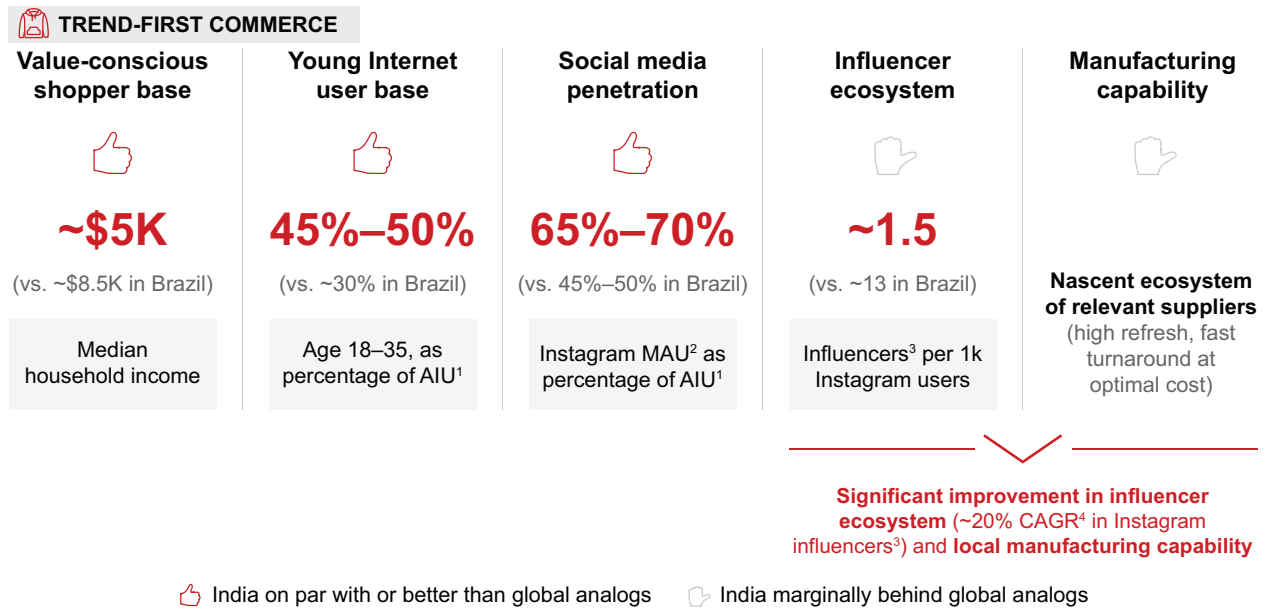 TREND-FIRST COMMERCE
Value-conscious
shopper base
~$5K
(vs. ~$8.5K in Brazil)
Median
household income
Young Internet
user base
45%–50%
(vs. ~30% in Brazil)
Age 18–35, as
percentage of AIU¹
Social media
penetration
65%–70%
(vs. 45%–50% in Brazil)
Instagram MAU² as
percentage of AIU¹
Influencer
ecosystem
~1.5
(vs. ~13 in Brazil)
Influencers³ per 1k
Instagram users
Manufacturing
capability
Nascent ecosystem
of relevant suppliers
(high refresh, fast
turnaround at
optimal cost)
Significant improvement in influencer
ecosystem (~20% CAGR⁴ in Instagram
influencers³) and local manufacturing capability
India on par with or better than global analogs
India marginally behind global analogs